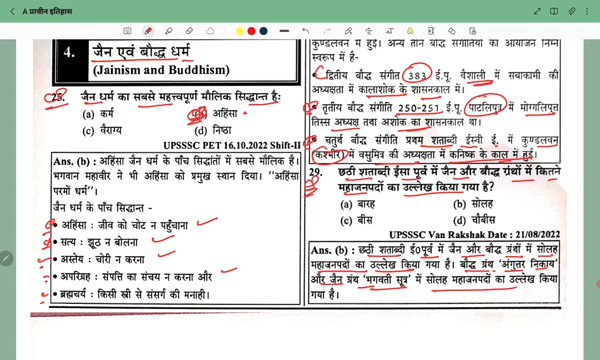 A प्राचीन इतिहास
4.
जैन एवं बौद्ध धर्म
(Jainism and Buddhism)
28. जैन धर्म का सबसे महत्त्वपूर्ण मौलिक सिद्धान्त है:
(a) कर्म
अहिंसा
(c) वैराग्य
(d) निष्ठा
UPSSSC PET 16.10.2022 Shift-II
Ans. (b) : अहिंसा जैन धर्म के पाँच सिद्धांतों में सबसे मौलिक है।
भगवान महावीर ने भी अहिंसा को प्रमुख स्थान दिया। ‘‘अहिंसा
परमों धर्म’’।
जैन धर्म के पाँच सिद्धान्त -
• अहिंसा : जीव को चोट न पहुँचाना
• सत्य : झूठ न बोलना
• अस्तेय : चोरी न करना
• अपरिग्रह : संपत्ति का संचय न करना और
• ब्रह्मचर्य : किसी स्त्री से संसर्ग की मनाही।
कुण्डलवन में हुई। अन्य तीन बौद्ध संगीतियों का आयोजन निम्न
स्वरूप में है-
द्वितीय बौद्ध संगीत 383 ई.पू. वैशाली में सबाकामी की
अध्यक्षता में कालाशोक के शासनकाल में।
तृतीय बौद्ध संगीति 250-251 ई.पू. पाटलिपुत्र में मोग्गलिपुत्त
तिस्स अध्यक्ष तथा अशोक का शासनकाल था।
चतुर्थ बौद्ध संगीति प्रथम शताब्दी ईस्वी ई. में कुण्डलवन
(कश्मीर) में वसुमित्र की अध्यक्षता में कनिष्क के काल में हुई।
29. छठी शताब्दी ईसा पूर्व में जैन और बौद्ध ग्रंथों में कितने
महाजनपदों का उल्लेख किया गया है?
(a) बारह
(b) सोलह
(c) बीस
(d) चौबीस
UPSSSC Van Rakshak Date : 21/08/2022
Ans. (b) : छठी शताब्दी ई0पूर्व में जैन और बौद्ध ग्रंथों में सोलह
महाजनपदों का उल्लेख किया गया है। बौद्ध ग्रंथ ‘अंगुत्तर निकाय’
और जैन ग्रंथ ‘भगवती सूत्र’ में सोलह महाजनपदों का उल्लेख किया
गया है।